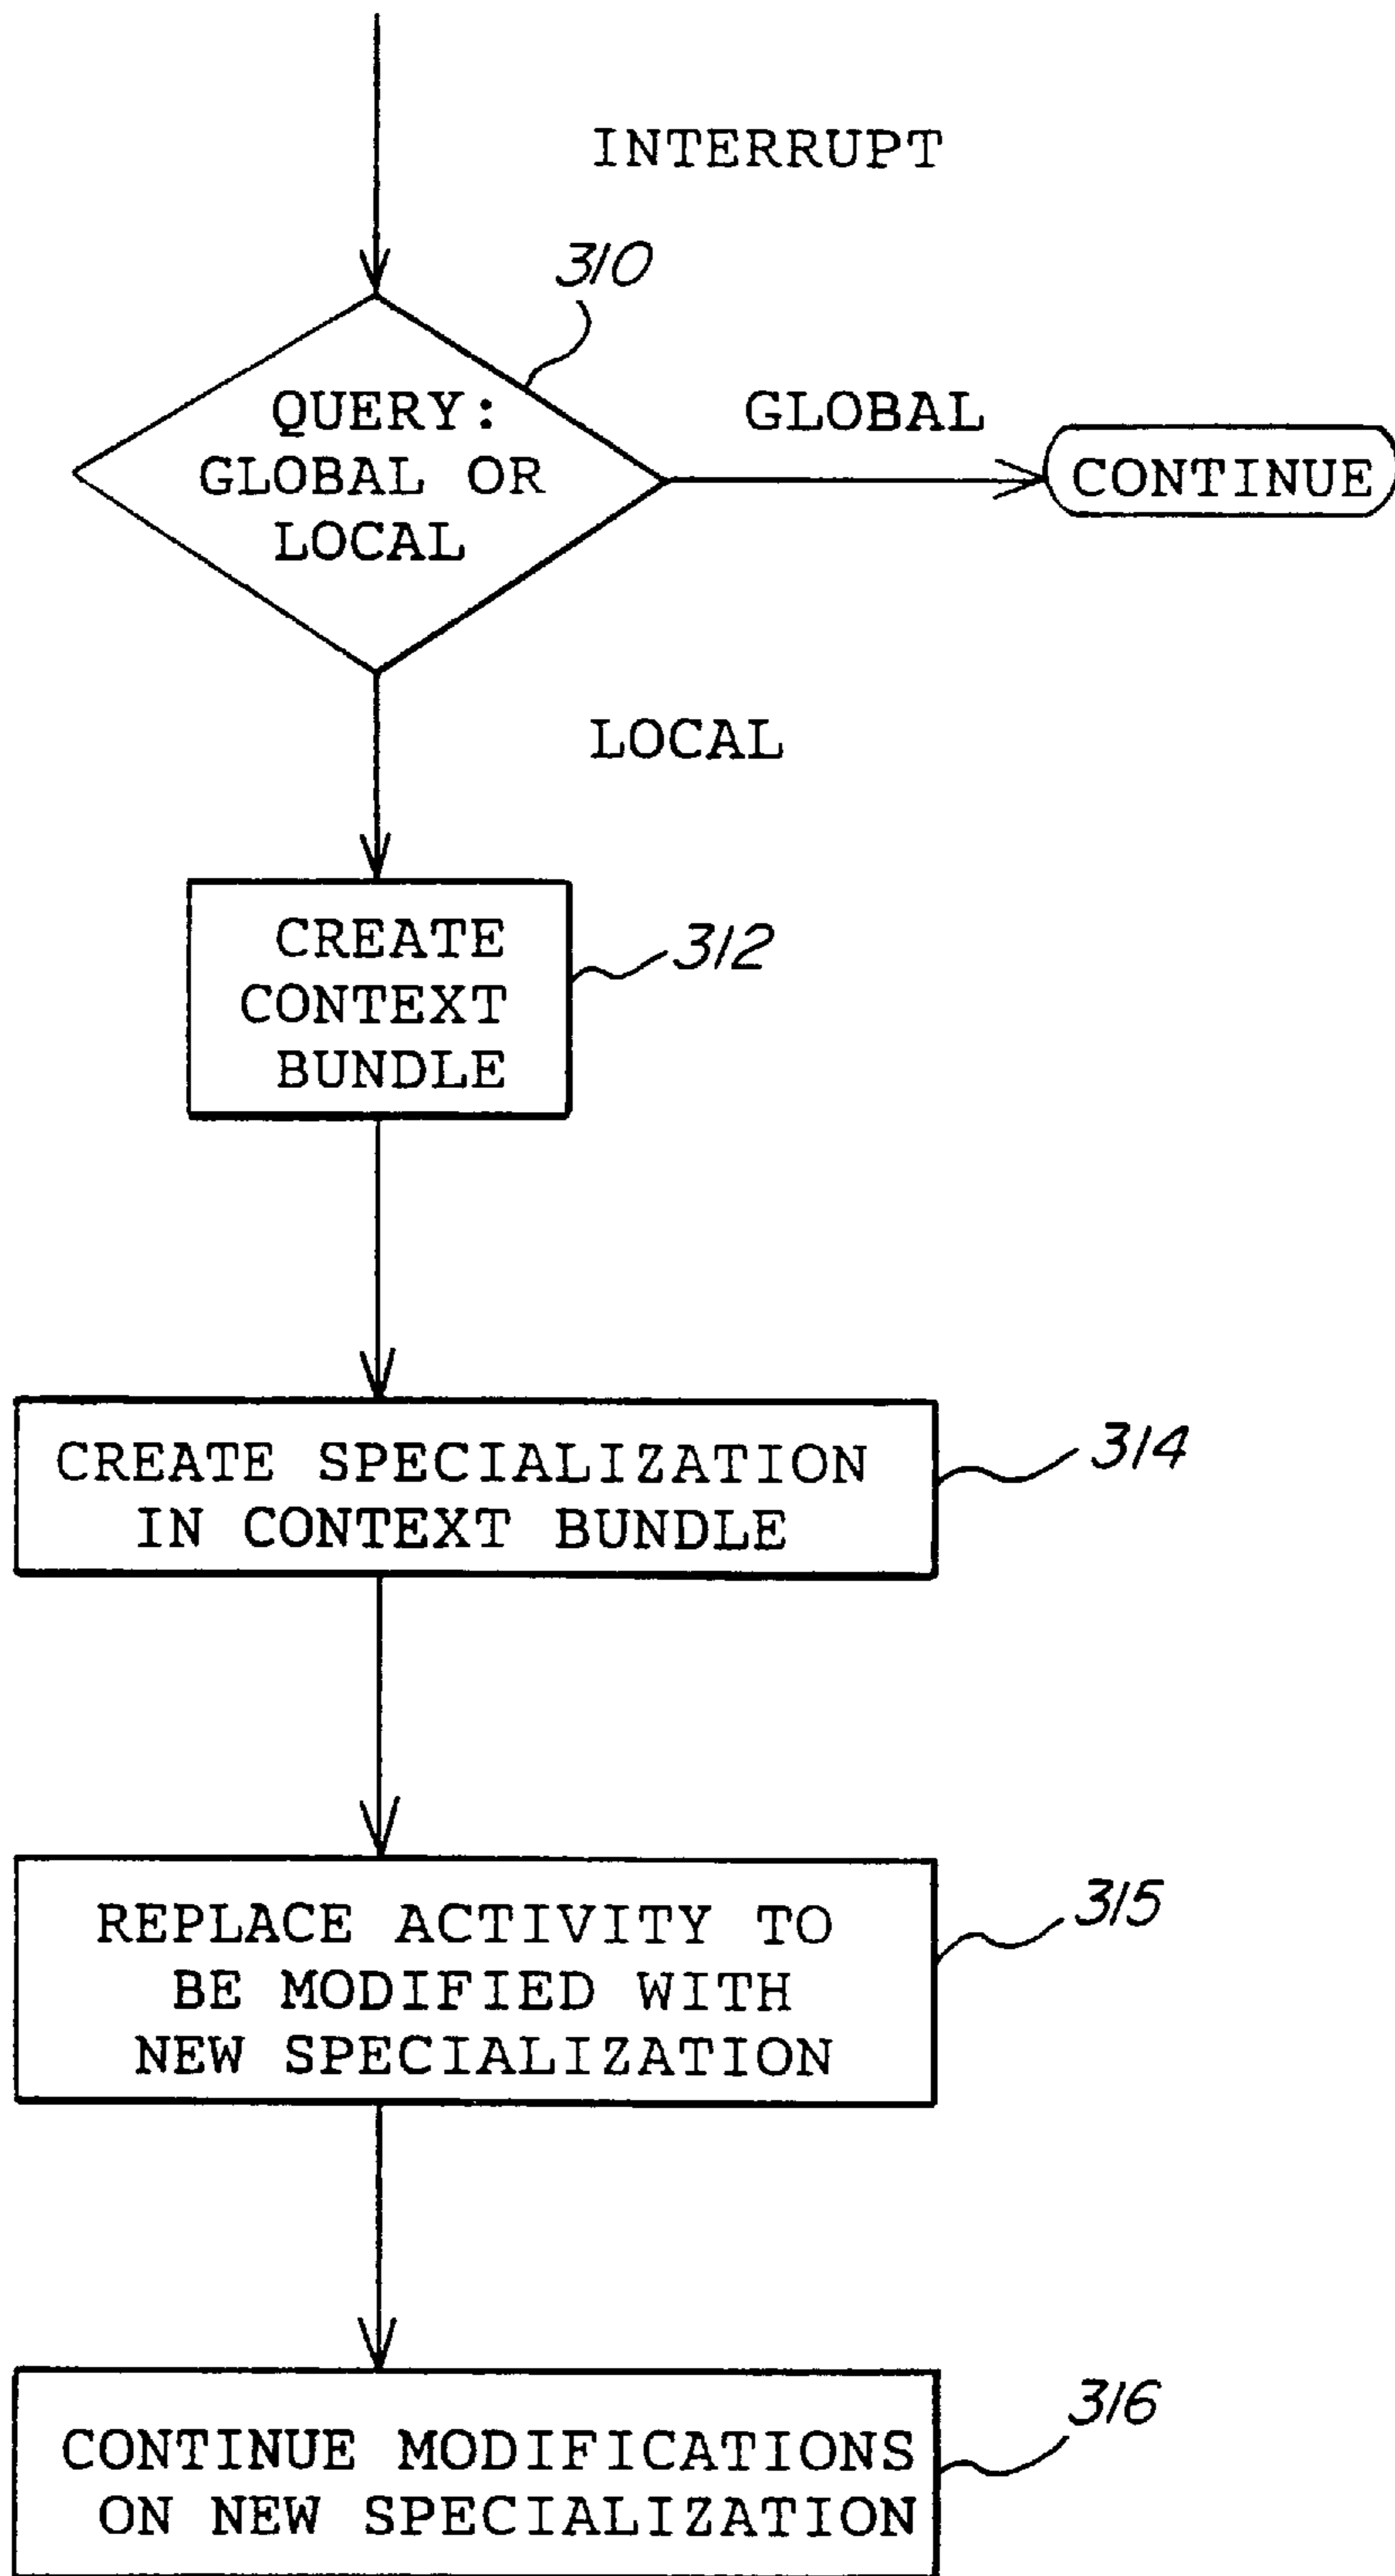 INTERRUPT
310
QUERY:
GLOBAL OR
LOCAL
GLOBAL
CONTINUE
LOCAL
CREATE
CONTEXT
BUNDLE
312
CREATE SPECIALIZATION
IN CONTEXT BUNDLE
314
REPLACE ACTIVITY TO
BE MODIFIED WITH
NEW SPECIALIZATION
315
CONTINUE MODIFICATIONS
ON NEW SPECIALIZATION
316